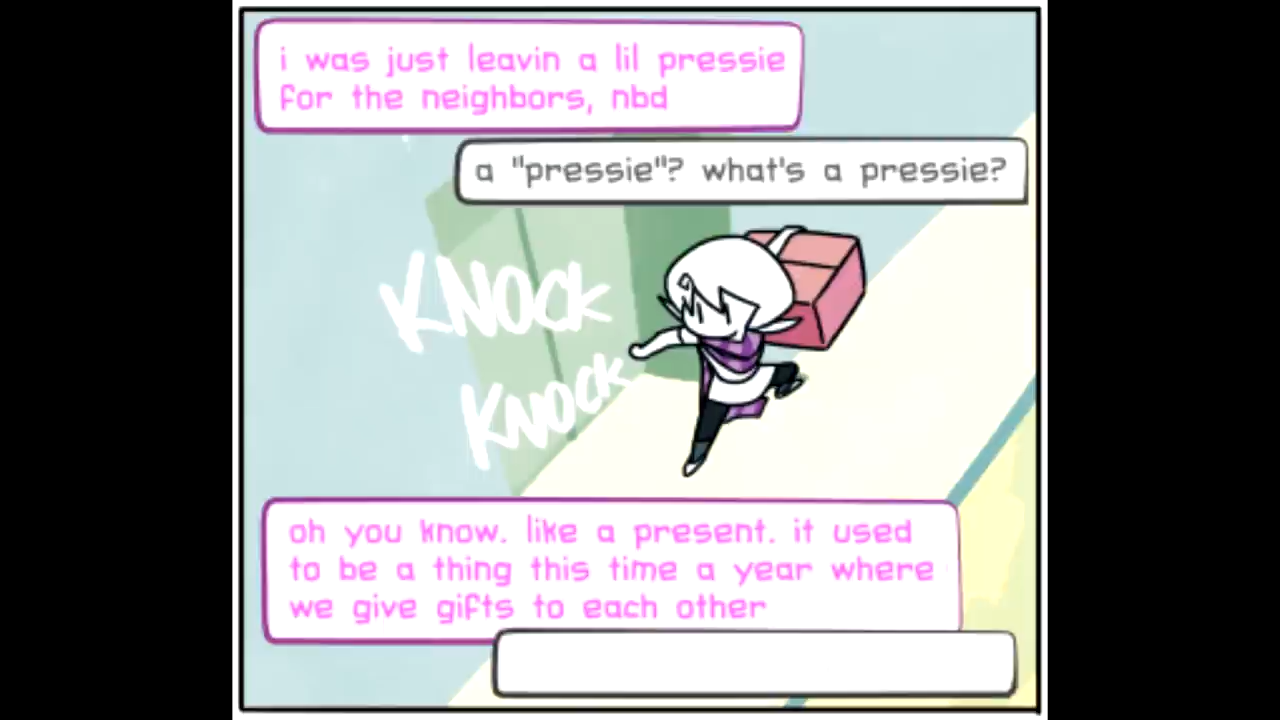 i was just leavin a lil pressie
for the neighbors, nbd
a "pressie"? what's a pressie?
KNOCK
KNOCK
oh you know. like a present. it used
to be a thing this time a year where
we give gifts to each other